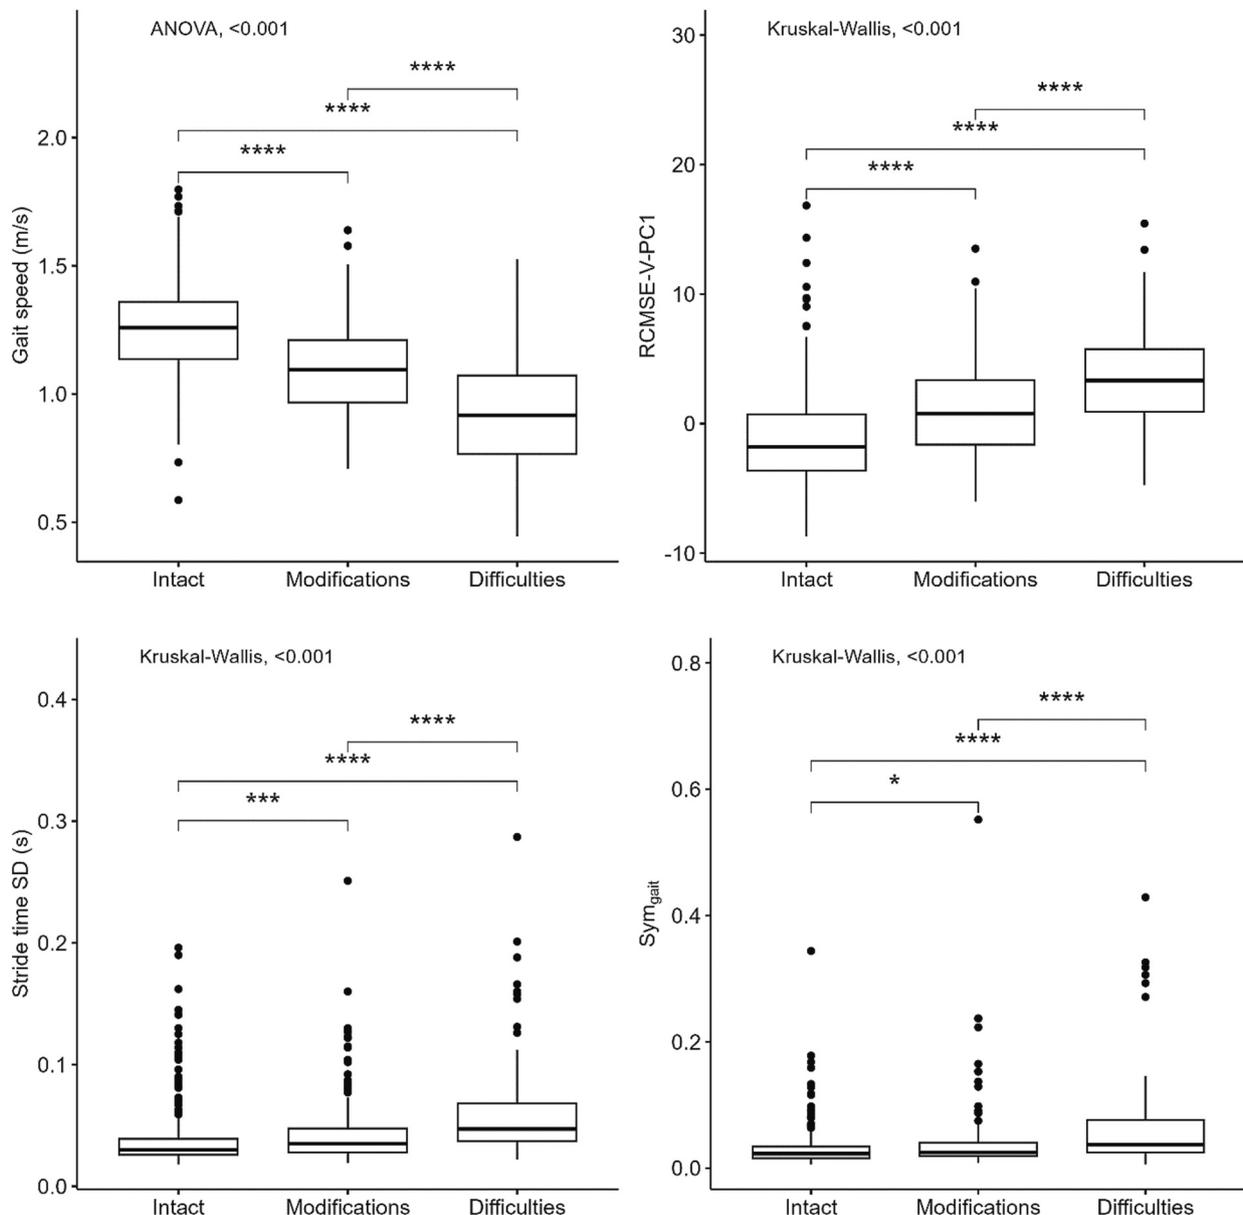 ANOVA, <0.001
****
****
****
2.0
1.5
1.0
0.5
Gait speed (m/s)
Intact Modifications Difficulties
Kruskal-Wallis, <0.001
****
****
****
30
20
10
0
-10
RCMSE-V-PC1
Intact Modifications Difficulties
Kruskal-Wallis, <0.001
****
****
***
0.4
0.3
0.2
0.1
0.0
Stride time SD (s)
Intact Modifications Difficulties
Kruskal-Wallis, <0.001
****
****
*
0.8
0.6
0.4
0.2
0.0
Symgait
Intact Modifications Difficulties